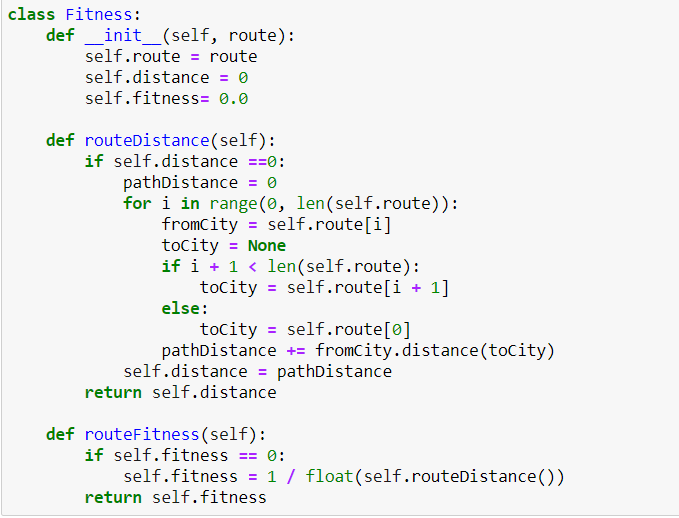 class Fitness:
    def __init__(self, route):
        self.route = route
        self.distance = 0
        self.fitness= 0.0

    def routeDistance(self):
        if self.distance ==0:
            pathDistance = 0
            for i in range(0, len(self.route)):
                fromCity = self.route[i]
                toCity = None
                if i + 1 < len(self.route):
                    toCity = self.route[i + 1]
                else:
                    toCity = self.route[0]
                pathDistance += fromCity.distance(toCity)
            self.distance = pathDistance
        return self.distance

    def routeFitness(self):
        if self.fitness == 0:
            self.fitness = 1 / float(self.routeDistance())
        return self.fitness